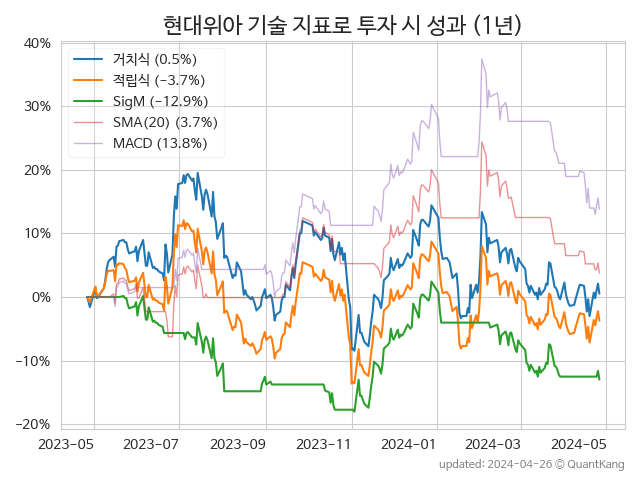 현대위아 기술 지표로 투자 시 성과 (1년)
40%
30%
20%
10%
0%
−10%
−20%
거치식 (0.5%)
적립식 (−3.7%)
SigM (−12.9%)
SMA(20) (3.7%)
MACD (13.8%)
2023-05 2023-07 2023-09 2023-11 2024-01 2024-03 2024-05
updated: 2024-04-26 © QuantKang